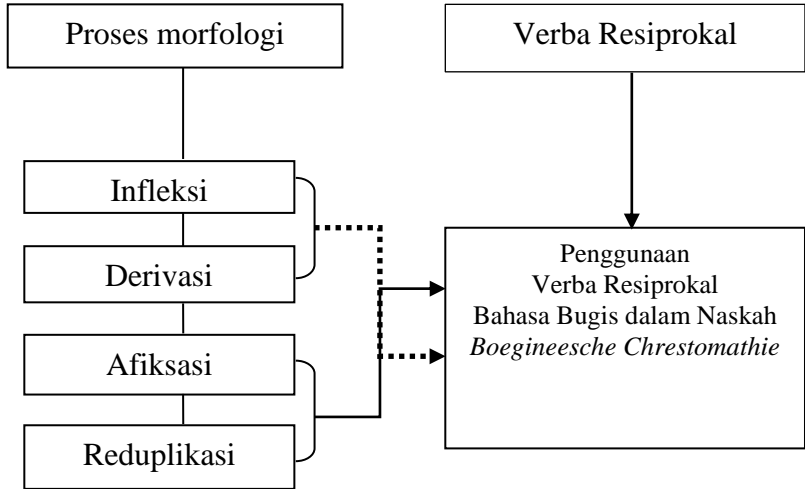 Proses morfologi
Verba Resiprokal
Infleksi
Derivasi
Afiksasi
Reduplikasi
Penggunaan
Verba Resiprokal
Bahasa Bugis dalam Naskah
Boegineesche Chrestomathie